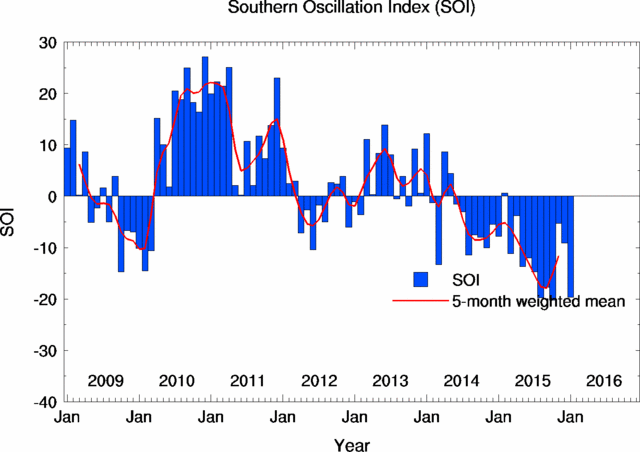 Southern Oscillation Index (SOI)
30
20
10
0
-10
-20
-30
-40
SOI
SOI
5-month weighted mean
2009 2010 2011 2012 2013 2014 2015 2016
Jan Jan Jan Jan Jan Jan Jan Jan
Year